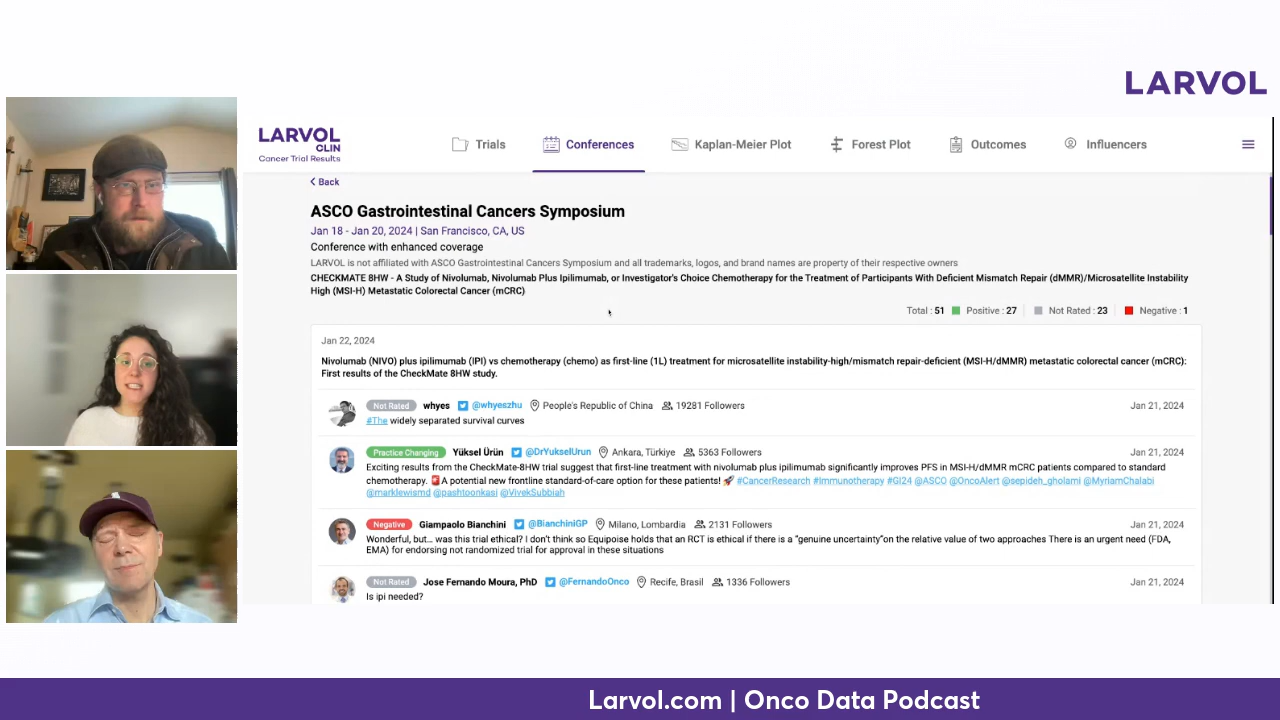 LARVOL
LARVOL
CLIN
Cancer Trial Results
Trials
Conferences
Kaplan-Meier Plot
Forest Plot
Outcomes
Influencers
Back
ASCO Gastrointestinal Cancers Symposium
Jan 18 - Jan 20, 2024 | San Francisco, CA, US
Conference with enhanced coverage
LARVOL is not affiliated with ASCO Gastrointestinal Cancers Symposium and all trademarks, logos, and brand names are property of their respective owners
CHECKMATE 8HW - A Study of Nivolumab, Nivolumab Plus Ipilimumab, or Investigator's Choice Chemotherapy for the Treatment of Participants With Deficient Mismatch Repair (dMMR)/Microsatellite Instability
High (MSI-H) Metastatic Colorectal Cancer (mCRC)
Total : 51 Positive : 27 Not Rated : 23 Negative : 1
Jan 22, 2024
Nivolumab (NIVO) plus ipilimumab (IPI) vs chemotherapy (chemo) as first-line (1L) treatment for microsatellite instability-high/mismatch repair-deficient (MSI-H/dMMR) metastatic colorectal cancer (mCRC):
First results of the CheckMate 8HW study.
Not Rated whyes @whyeszhu People's Republic of China 19281 Followers Jan 21, 2024
#The widely separated survival curves
Practice Changing Yüksel Ürün @DrYukselUrun Ankara, Türkiye 5363 Followers Jan 21, 2024
Exciting results from the CheckMate-8HW trial suggest that first-line treatment with nivolumab plus ipilimumab significantly improves PFS in MSI-H/dMMR mCRC patients compared to standard
chemotherapy. 🚨A potential new frontline standard-of-care option for these patients! 🚀 #CancerResearch #Immunotherapy #GI24 @ASCO @OncoAlert @sepideh_gholami @MyriamChalabi
@marklewismd @pashtoonkasi @VivekSubbiah
Negative Giampaolo Bianchini @BianchiniGP Milano, Lombardia 2131 Followers Jan 21, 2024
Wonderful, but... was this trial ethical? I don't think so Equipoise holds that an RCT is ethical if there is a "genuine uncertainty"on the relative value of two approaches There is an urgent need (FDA,
EMA) for endorsing not randomized trial for approval in these situations
Not Rated Jose Fernando Moura, PhD @FernandoOnco Recife, Brasil 1336 Followers Jan 21, 2024
Is ipi needed?
Larvol.com | Onco Data Podcast